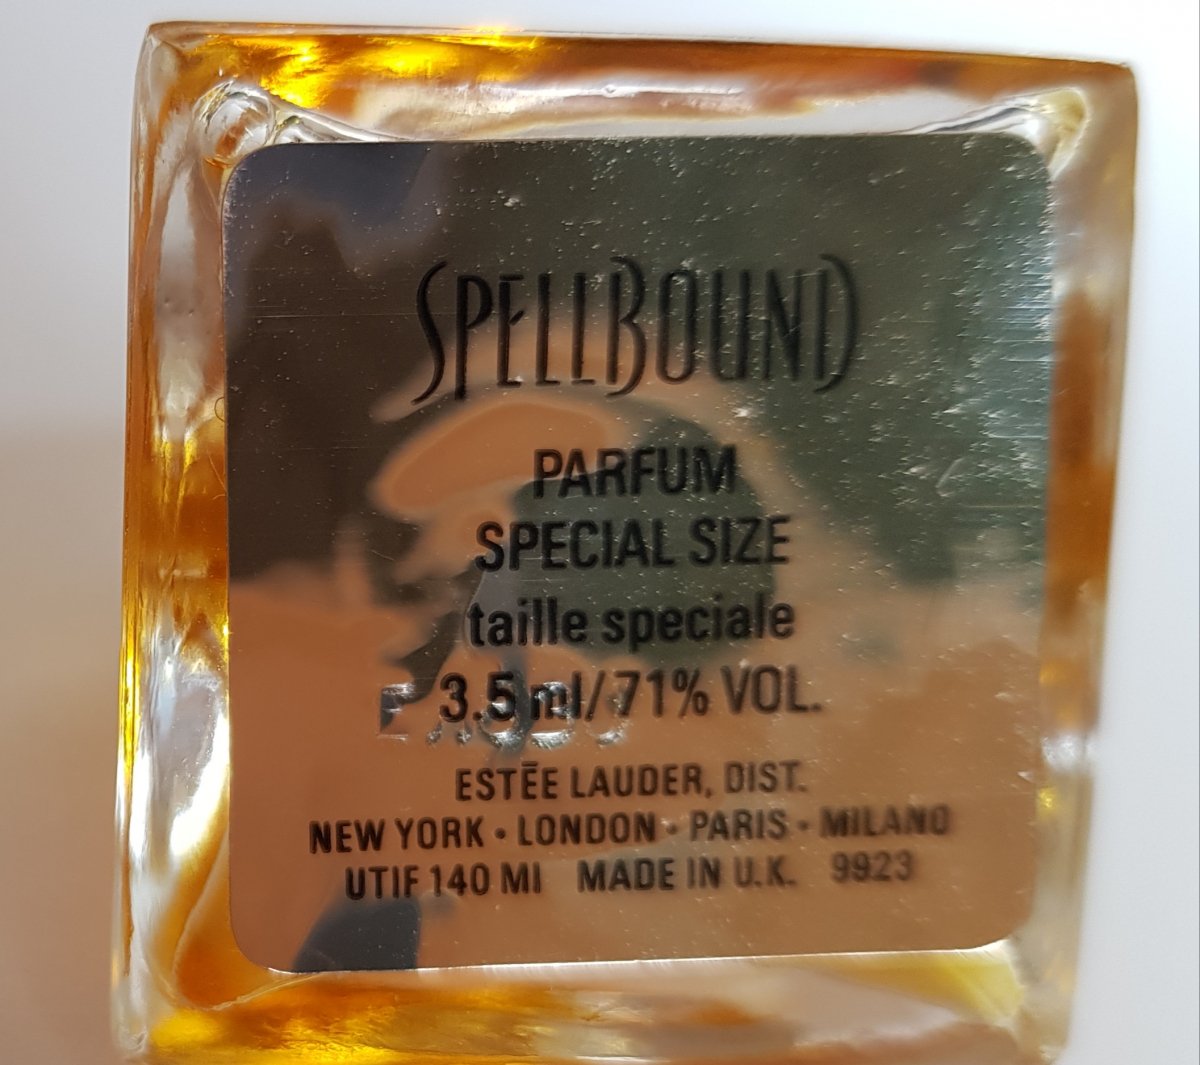 SPELLBOUND
PARFUM
SPECIAL SIZE
taille speciale
3.5 ml/71% VOL.
ESTĒE LAUDER, DIST.
NEW YORK • LONDON • PARIS • MILANO
UTIF 140 MI MADE IN U.K. 9923